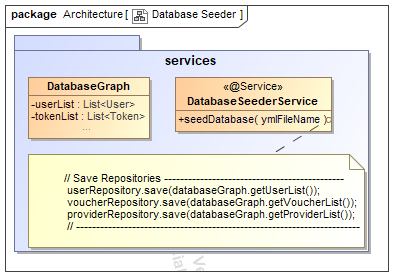 package Architecture [ Database Seeder ]
services
DatabaseGraph
-userList : List<User>
-tokenList : List<Token>
...
«@Service»
DatabaseSeederService
+seedDatabase( ymlFileName )
// Save Repositories ------------------------------------------------
userRepository.save(databaseGraph.getUserList());
voucherRepository.save(databaseGraph.getVoucherList());
providerRepository.save(databaseGraph.getProviderList());
// ---------------------------------------------------------------------------